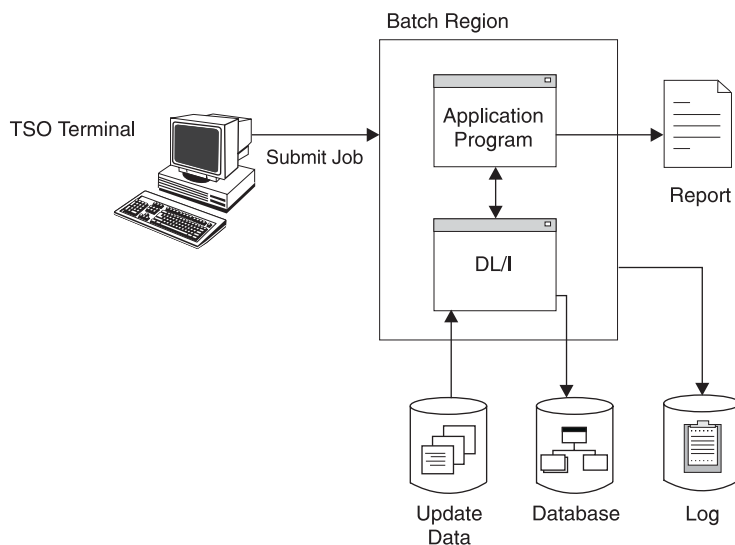 Batch Region
TSO Terminal
Submit Job
Application
Program
Report
DL/I
Update
Data
Database
Log